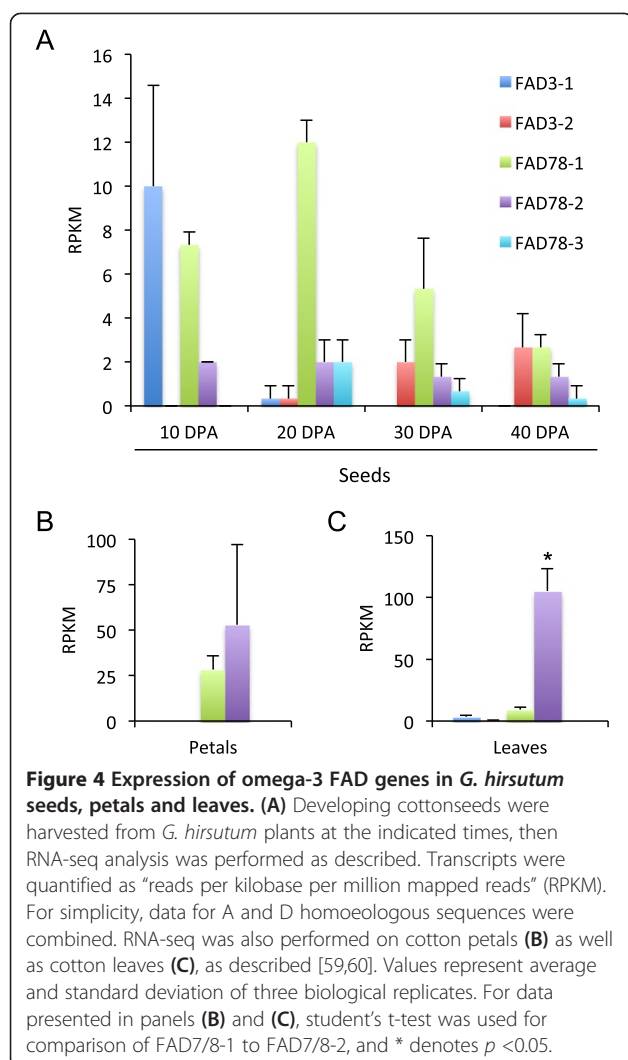 A
16
14
12
10
8
6
4
2
0
RPKM
FAD3-1
FAD3-2
FAD78-1
FAD78-2
FAD78-3
10 DPA 20 DPA 30 DPA 40 DPA
Seeds
B
100
75
50
25
0
RPKM
Petals
C
150
100
50
0
RPKM
*
Leaves
Figure 4 Expression of omega-3 FAD genes in G. hirsutum
seeds, petals and leaves. (A) Developing cottonseeds were
harvested from G. hirsutum plants at the indicated times, then
RNA-seq analysis was performed as described. Transcripts were
quantified as “reads per kilobase per million mapped reads” (RPKM).
For simplicity, data for A and D homoeologous sequences were
combined. RNA-seq was also performed on cotton petals (B) as well
as cotton leaves (C), as described [59,60]. Values represent average
and standard deviation of three biological replicates. For data
presented in panels (B) and (C), student’s t-test was used for
comparison of FAD7/8-1 to FAD7/8-2, and * denotes p <0.05.